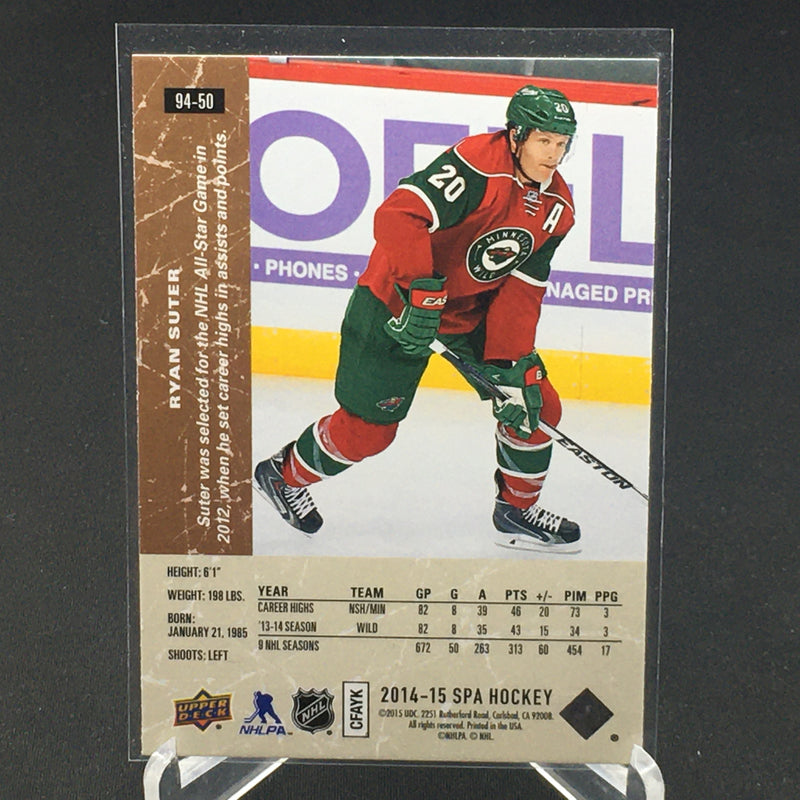 94-50
RYAN SUTER
Suter was selected for the NHL All-Star Game in
2012, when he set career highs in assists and points.
OFFEL
· PHONES ·
NAGED PR
20
20
A
MINNESOTA
WILD
EAS
EASTON
HEIGHT: 6'1"
WEIGHT: 198 LBS.
BORN:
JANUARY 21, 1985
SHOOTS: LEFT
YEAR TEAM GP G A PTS +/- PIM PPG
CAREER HIGHS NSH/MIN 82 8 39 46 20 73 3
'13-14 SEASON WILD 82 8 35 43 15 34 3
9 NHL SEASONS 672 50 263 313 60 454 17
UPPER
DECK
NHLPA
NHL
CFAYK
2014-15 SPA HOCKEY
©2015 UDC. 2251 Rutherford Road, Carlsbad, CA 92008.
All rights reserved. Printed in the USA.
©NHLPA. © NHL.